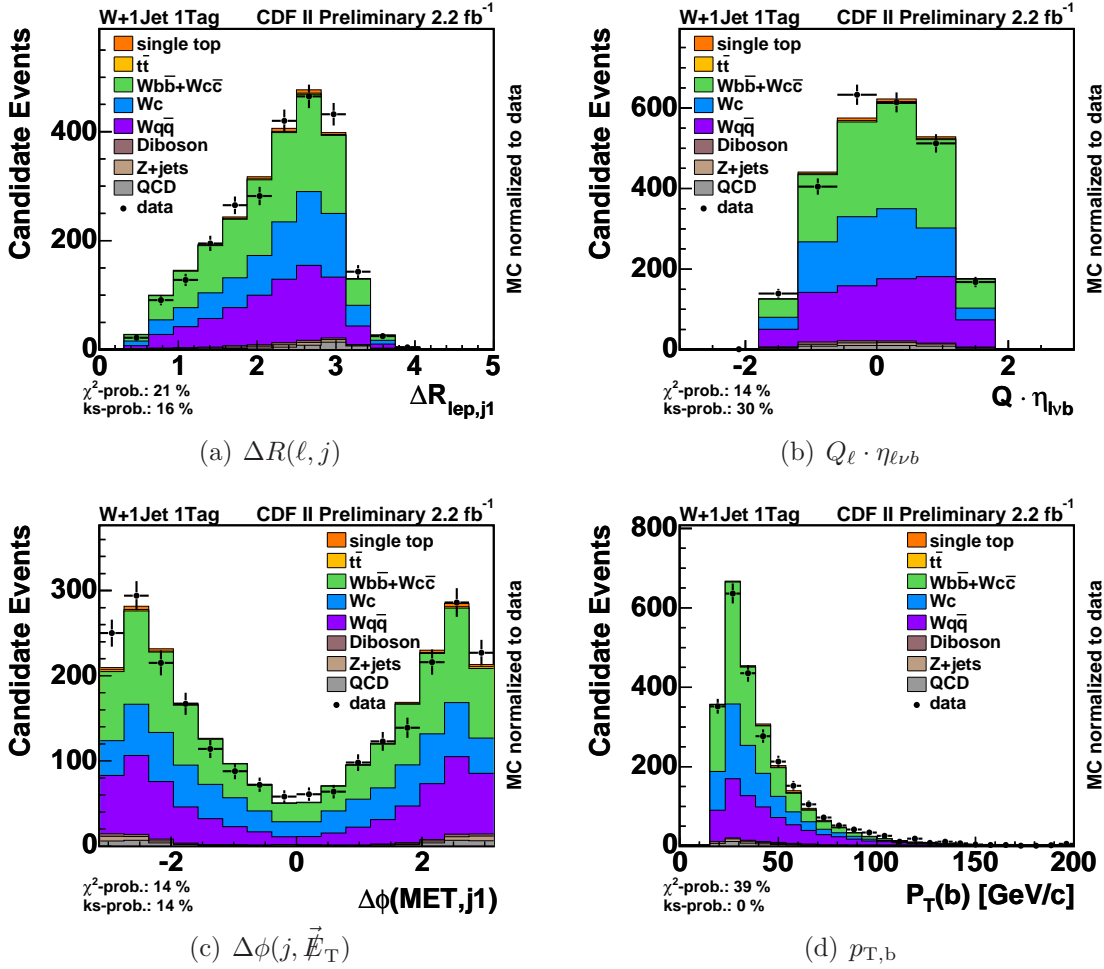 W+1Jet 1Tag CDF II Preliminary 2.2 fb⁻¹
Candidate Events
single top
tt̄
Wbb̄+Wcc̄
Wc
Wqq̄
Diboson
Z+jets
QCD
data
MC normalized to data
400
200
0
0 1 2 3 4 5
χ²-prob.: 21 %
ks-prob.: 16 %
ΔR_lep,j1
(a) ΔR(ℓ, j)
W+1Jet 1Tag CDF II Preliminary 2.2 fb⁻¹
Candidate Events
single top
tt̄
Wbb̄+Wcc̄
Wc
Wqq̄
Diboson
Z+jets
QCD
data
MC normalized to data
600
400
200
0
-2 0 2
χ²-prob.: 14 %
ks-prob.: 30 %
Q · η_lνb
(b) Q_ℓ · η_ℓνb
W+1Jet 1Tag CDF II Preliminary 2.2 fb⁻¹
Candidate Events
single top
tt̄
Wbb̄+Wcc̄
Wc
Wqq̄
Diboson
Z+jets
QCD
data
MC normalized to data
300
200
100
0
-2 0 2
χ²-prob.: 14 %
ks-prob.: 14 %
Δϕ(MET,j1)
(c) Δϕ(j, E̸⃗_T)
W+1Jet 1Tag CDF II Preliminary 2.2 fb⁻¹
Candidate Events
single top
tt̄
Wbb̄+Wcc̄
Wc
Wqq̄
Diboson
Z+jets
QCD
data
MC normalized to data
800
600
400
200
0
0 50 100 150 200
χ²-prob.: 39 %
ks-prob.: 0 %
P_T(b) [GeV/c]
(d) p_T,b